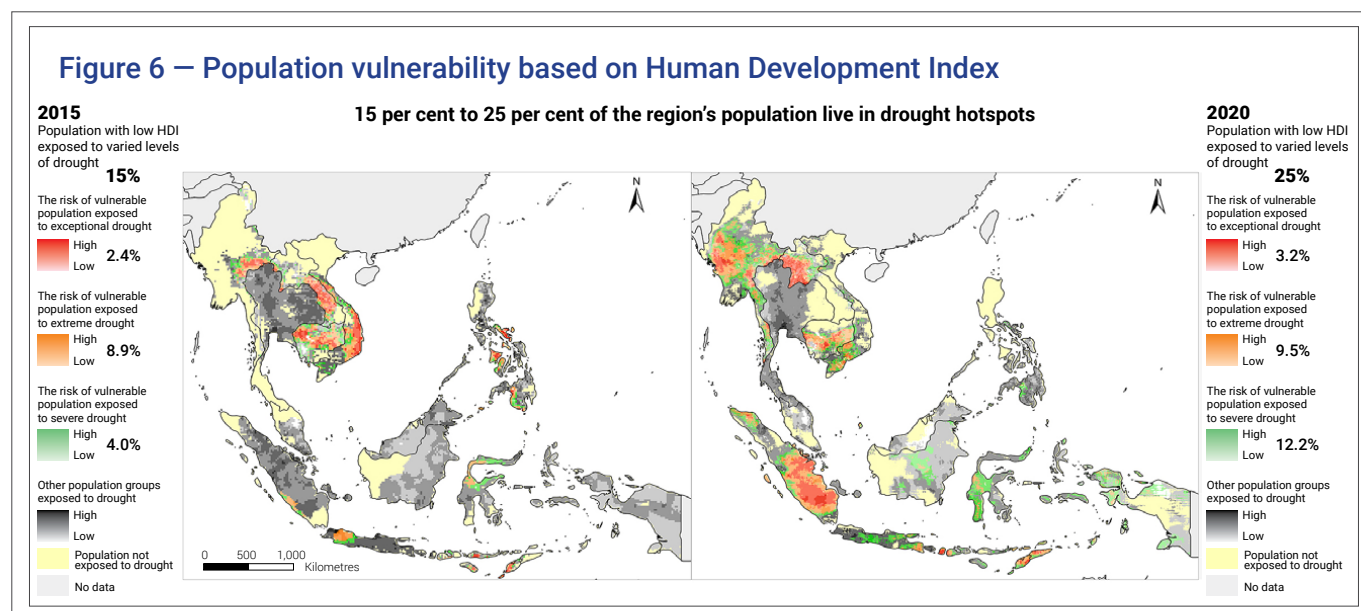 Figure 6 — Population vulnerability based on Human Development Index
15 per cent to 25 per cent of the region's population live in drought hotspots
2015
Population with low HDI
exposed to varied levels
of drought
15%
The risk of vulnerable
population exposed
to exceptional drought
High
Low
2.4%
The risk of vulnerable
population exposed
to extreme drought
High
Low
8.9%
The risk of vulnerable
population exposed
to severe drought
High
Low
4.0%
Other population groups
exposed to drought
High
Low
Population not
exposed to drought
No data
N
0 500 1,000
Kilometres
N
2020
Population with low HDI
exposed to varied levels
of drought
25%
The risk of vulnerable
population exposed
to exceptional drought
High
Low
3.2%
The risk of vulnerable
population exposed
to extreme drought
High
Low
9.5%
The risk of vulnerable
population exposed
to severe drought
High
Low
12.2%
Other population groups
exposed to drought
High
Low
Population not
exposed to drought
No data